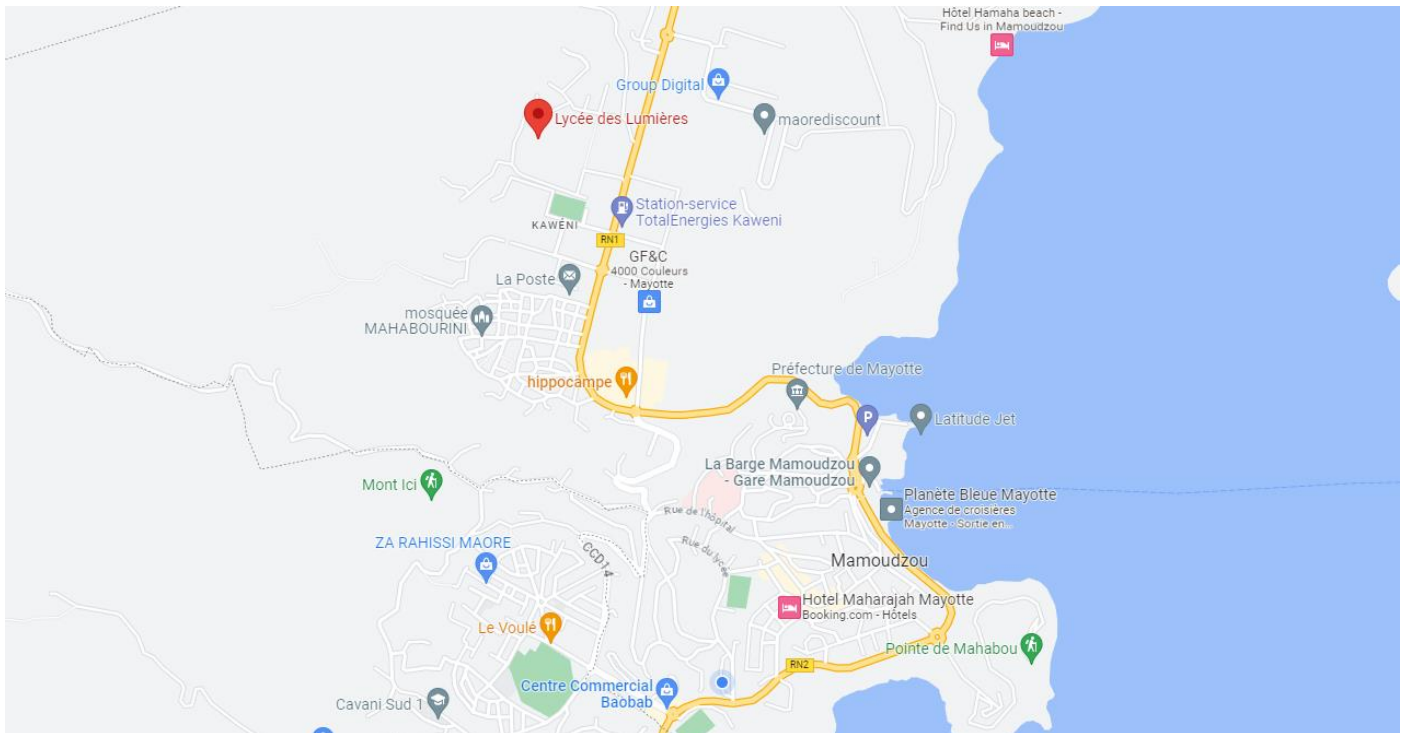 Hôtel Hamaha beach -
Find Us in Mamoudzou
Group Digital
Lycée des Lumières
maorediscount
Station-service
TotalEnergies Kaweni
KAWÉNI
RN1
GF&C
4000 Couleurs
- Mayotte
La Poste
mosquée
MAHABOURINI
Préfecture de Mayotte
hippocampe
P
Latitude Jet
La Barge Mamoudzou
- Gare Mamoudzou
Mont Ici
Planète Bleue Mayotte
Agence de croisières
Mayotte - Sortie en...
Rue de l'hôpital
ZA RAHISSI MAORE
Rue du lycée
CCD14
Mamoudzou
Hotel Maharajah Mayotte
Booking.com - Hôtels
Le Voulé
Pointe de Mahabou
RN2
Centre Commercial
Baobab
Cavani Sud 1